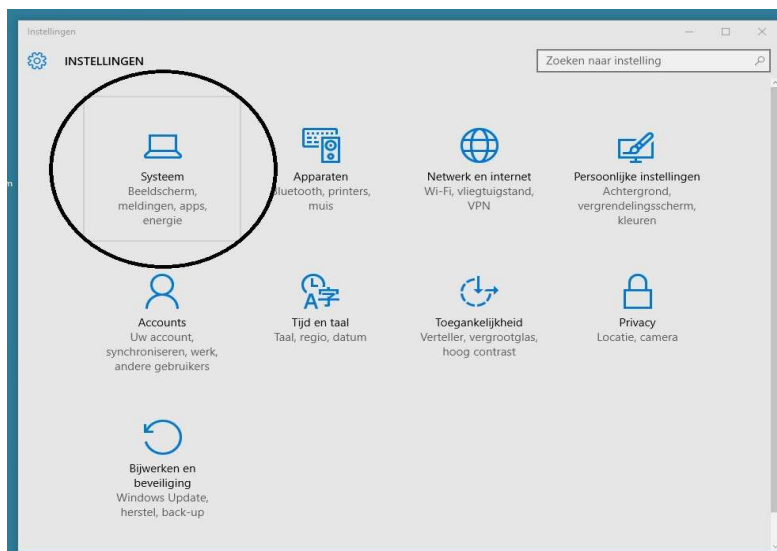 Instellingen
INSTELLINGEN
Zoeken naar instelling
Systeem
Beeldscherm,
meldingen, apps,
energie
Apparaten
Bluetooth, printers,
muis
Netwerk en internet
Wi-Fi, vliegtuigstand,
VPN
Persoonlijke instellingen
Achtergrond,
vergrendelingsscherm,
kleuren
Accounts
Uw account,
synchroniseren, werk,
andere gebruikers
Tijd en taal
Taal, regio, datum
Toegankelijkheid
Verteller, vergrootglas,
hoog contrast
Privacy
Locatie, camera
Bijwerken en
beveiliging
Windows Update,
herstel, back-up